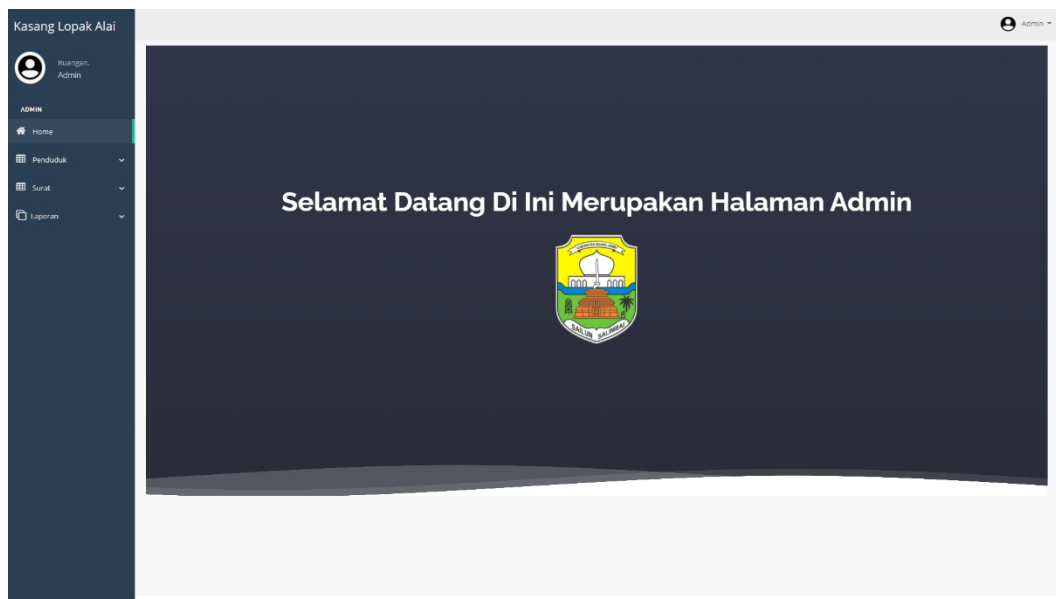 Kasang Lopak Alai
Admin
Ruangan,
Admin
ADMIN
Home
Penduduk
Surat
Laporan
Selamat Datang Di Ini Merupakan Halaman Admin
SAILUN SALIMBAI